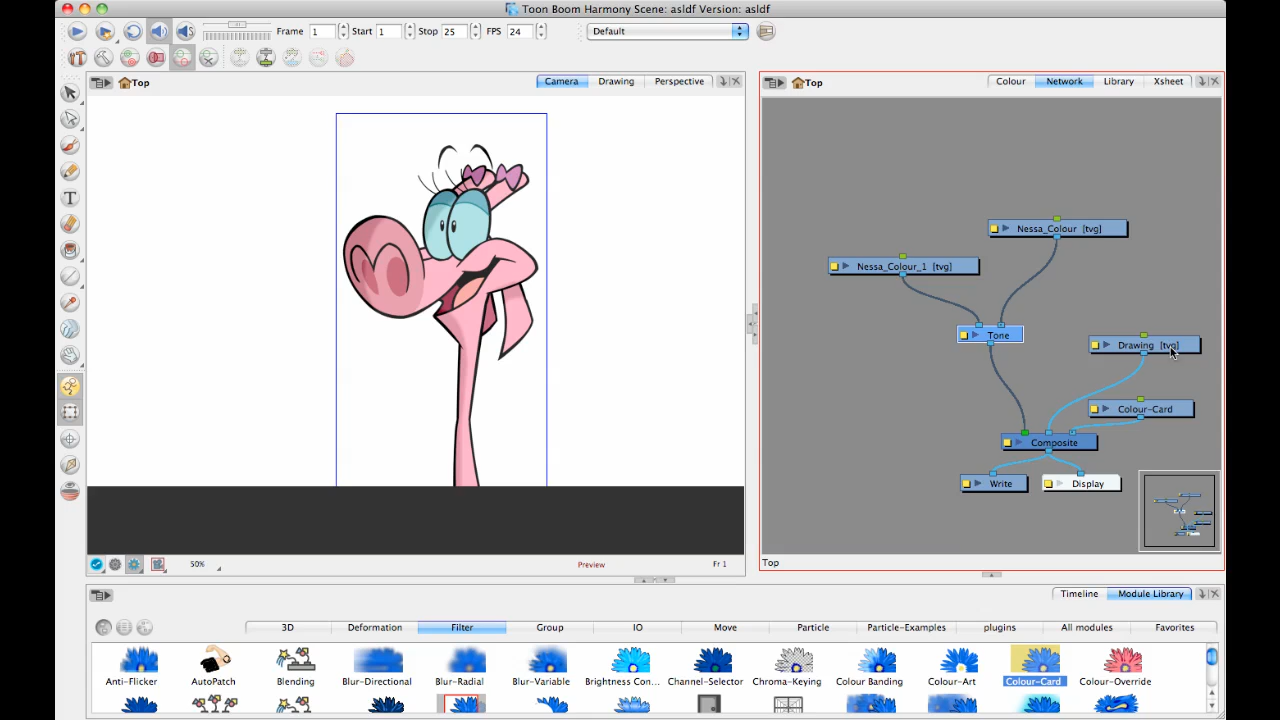 Toon Boom Harmony Scene: asldf Version: asldf
Frame 1 Start 1 Stop 25 FPS 24 Default
Top Camera Drawing Perspective
Top Colour Network Library Xsheet
Nessa_Colour [tvg]
Nessa_Colour_1 [tvg]
Tone
Drawing [tvg]
Colour-Card
Composite
Write Display
50% Preview Fr 1
Top
Timeline Module Library
3D Deformation Filter Group IO Move Particle Particle-Examples plugins All modules Favorites
Anti-Flicker AutoPatch Blending Blur-Directional Blur-Radial Blur-Variable Brightness Con... Channel-Selector Chroma-Keying Colour Banding Colour-Art Colour-Card Colour-Override